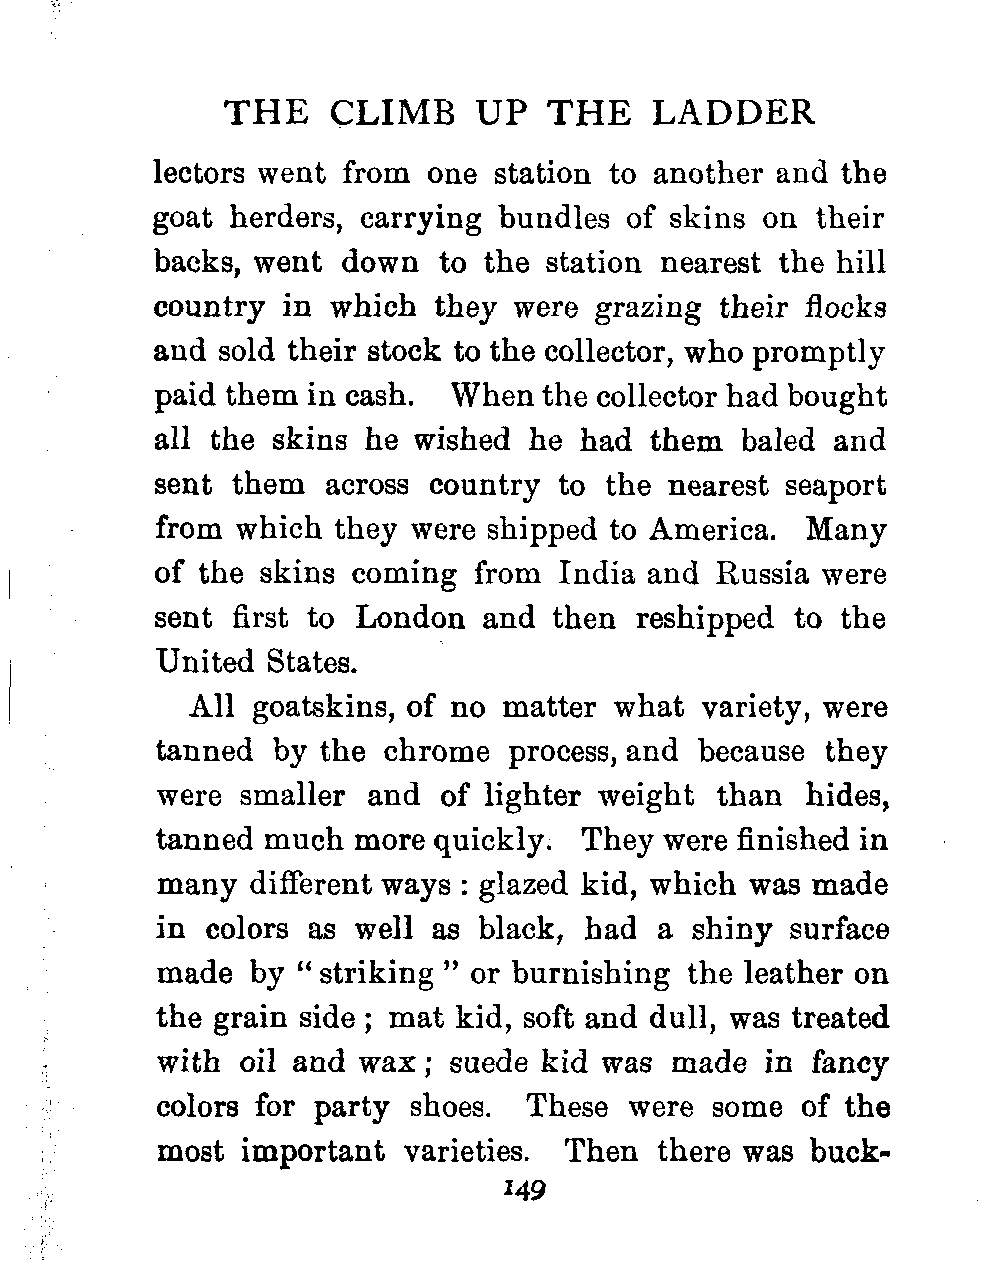 THE CLIMB UP THE LADDER
lectors went from one station to another and the
goat herders, carrying bundles of skins on their
backs, went down to the station nearest the hill
country in which they were grazing their flocks
and sold their stock to the collector, who promptly
paid them in cash. When the collector had bought
all the skins he wished he had them baled and
sent them across country to the nearest seaport
from which they were shipped to America. Many
of the skins coming from India and Russia were
sent first to London and then reshipped to the
United States.
All goatskins, of no matter what variety, were
tanned by the chrome process, and because they
were smaller and of lighter weight than hides,
tanned much more quickly. They were finished in
many different ways : glazed kid, which was made
in colors as well as black, had a shiny surface
made by “ striking ” or burnishing the leather on
the grain side ; mat kid, soft and dull, was treated
with oil and wax ; suede kid was made in fancy
colors for party shoes. These were some of the
most important varieties. Then there was buck-
149